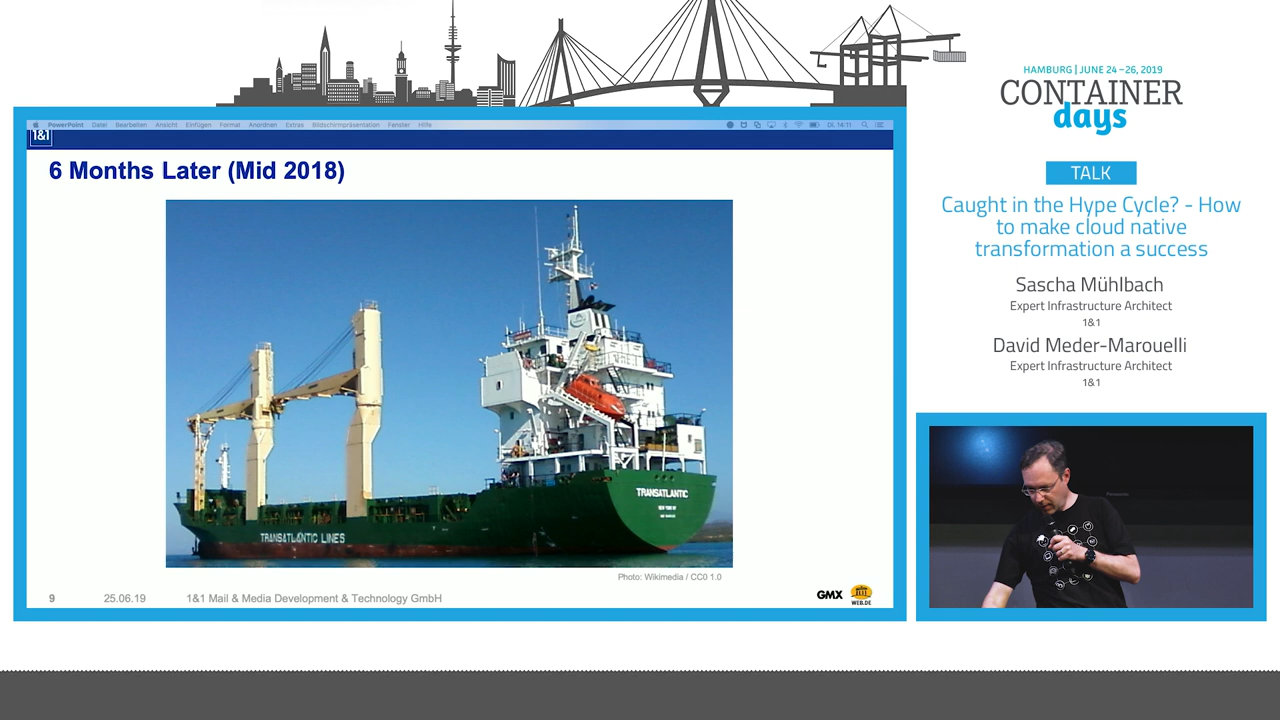 HAMBURG | JUNE 24 – 26, 2019
CONTAINER
days
TALK
Caught in the Hype Cycle? - How
to make cloud native
transformation a success
Sascha Mühlbach
Expert Infrastructure Architect
1&1
David Meder-Marouelli
Expert Infrastructure Architect
1&1
PowerPoint Datei Bearbeiten Ansicht Einfügen Format Anordnen Extras Bildschirmpräsentation Fenster Hilfe
Di. 14:11
1&1
6 Months Later (Mid 2018)
TRANSATLANTIC
TRANSATLANTIC LINES
Photo: Wikimedia / CC0 1.0
9 25.06.19 1&1 Mail & Media Development & Technology GmbH
GMX
WEB.DE